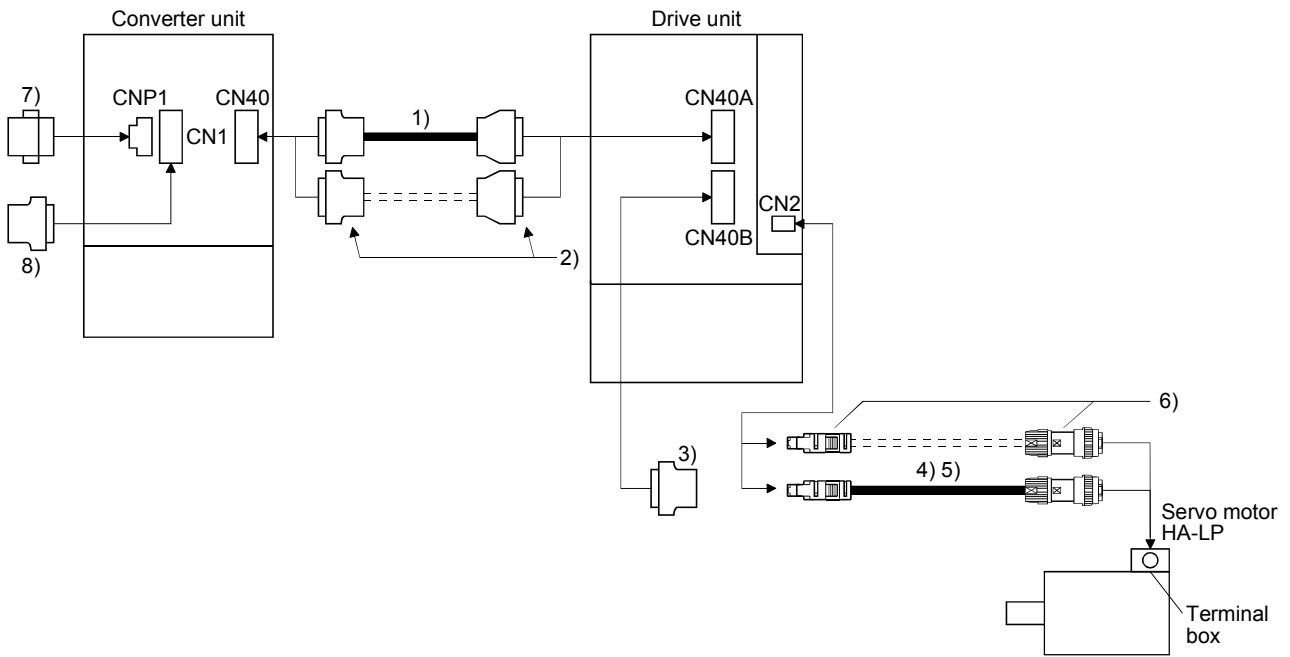 Converter unit
Drive unit
7)
CNP1
CN40
CN1
1)
CN40A
CN2
CN40B
8)
2)
6)
3)
4) 5)
Servo motor
HA-LP
Terminal
box